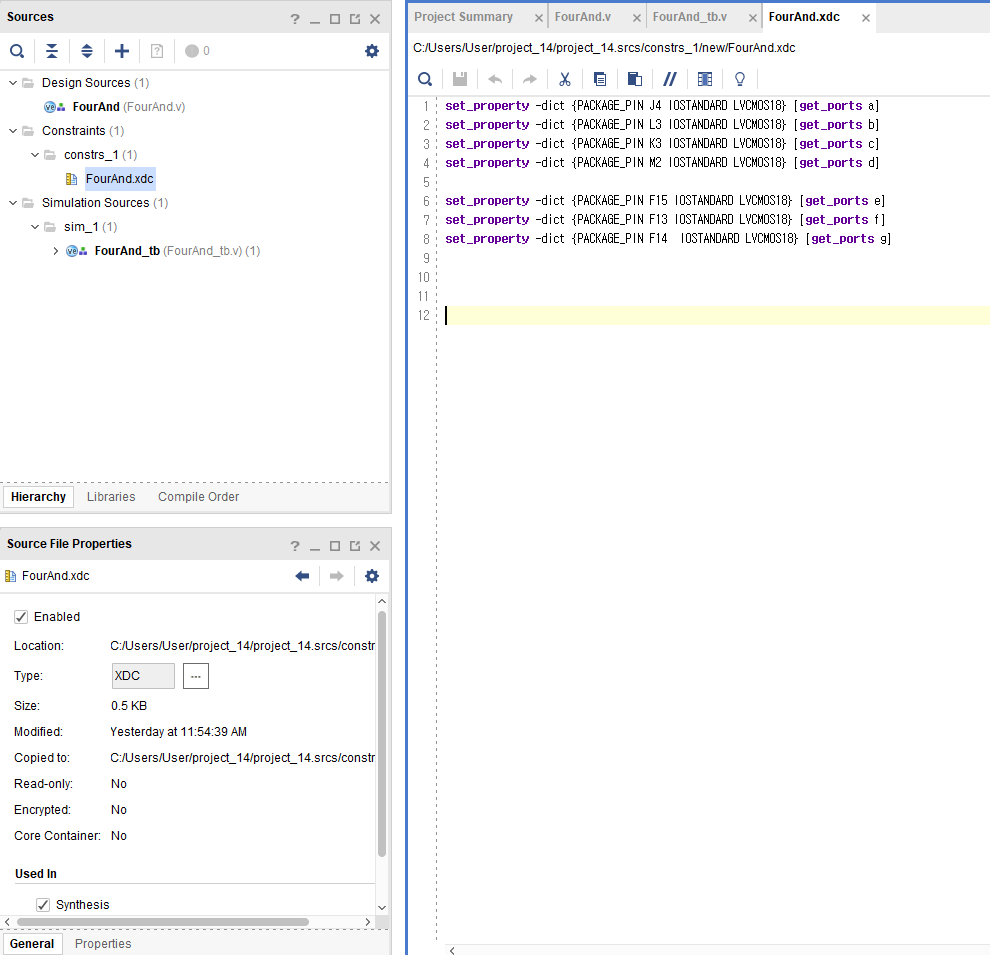 Sources
0
Design Sources (1)
FourAnd (FourAnd.v)
Constraints (1)
constrs_1 (1)
FourAnd.xdc
Simulation Sources (1)
sim_1 (1)
FourAnd_tb (FourAnd_tb.v) (1)
Hierarchy Libraries Compile Order
Source File Properties
FourAnd.xdc
Enabled
Location: C:/Users/User/project_14/project_14.srcs/constr
Type: XDC ...
Size: 0.5 KB
Modified: Yesterday at 11:54:39 AM
Copied to: C:/Users/User/project_14/project_14.srcs/constr
Read-only: No
Encrypted: No
Core Container: No
Used In
Synthesis
General Properties
Project Summary FourAnd.v FourAnd_tb.v FourAnd.xdc
C:/Users/User/project_14/project_14.srcs/constrs_1/new/FourAnd.xdc
1 set_property -dict {PACKAGE_PIN J4 IOSTANDARD LVCMOS18} [get_ports a]
2 set_property -dict {PACKAGE_PIN L3 IOSTANDARD LVCMOS18} [get_ports b]
3 set_property -dict {PACKAGE_PIN K3 IOSTANDARD LVCMOS18} [get_ports c]
4 set_property -dict {PACKAGE_PIN M2 IOSTANDARD LVCMOS18} [get_ports d]
5
6 set_property -dict {PACKAGE_PIN F15 IOSTANDARD LVCMOS18} [get_ports e]
7 set_property -dict {PACKAGE_PIN F13 IOSTANDARD LVCMOS18} [get_ports f]
8 set_property -dict {PACKAGE_PIN F14  IOSTANDARD LVCMOS18} [get_ports g]
9
10
11
12